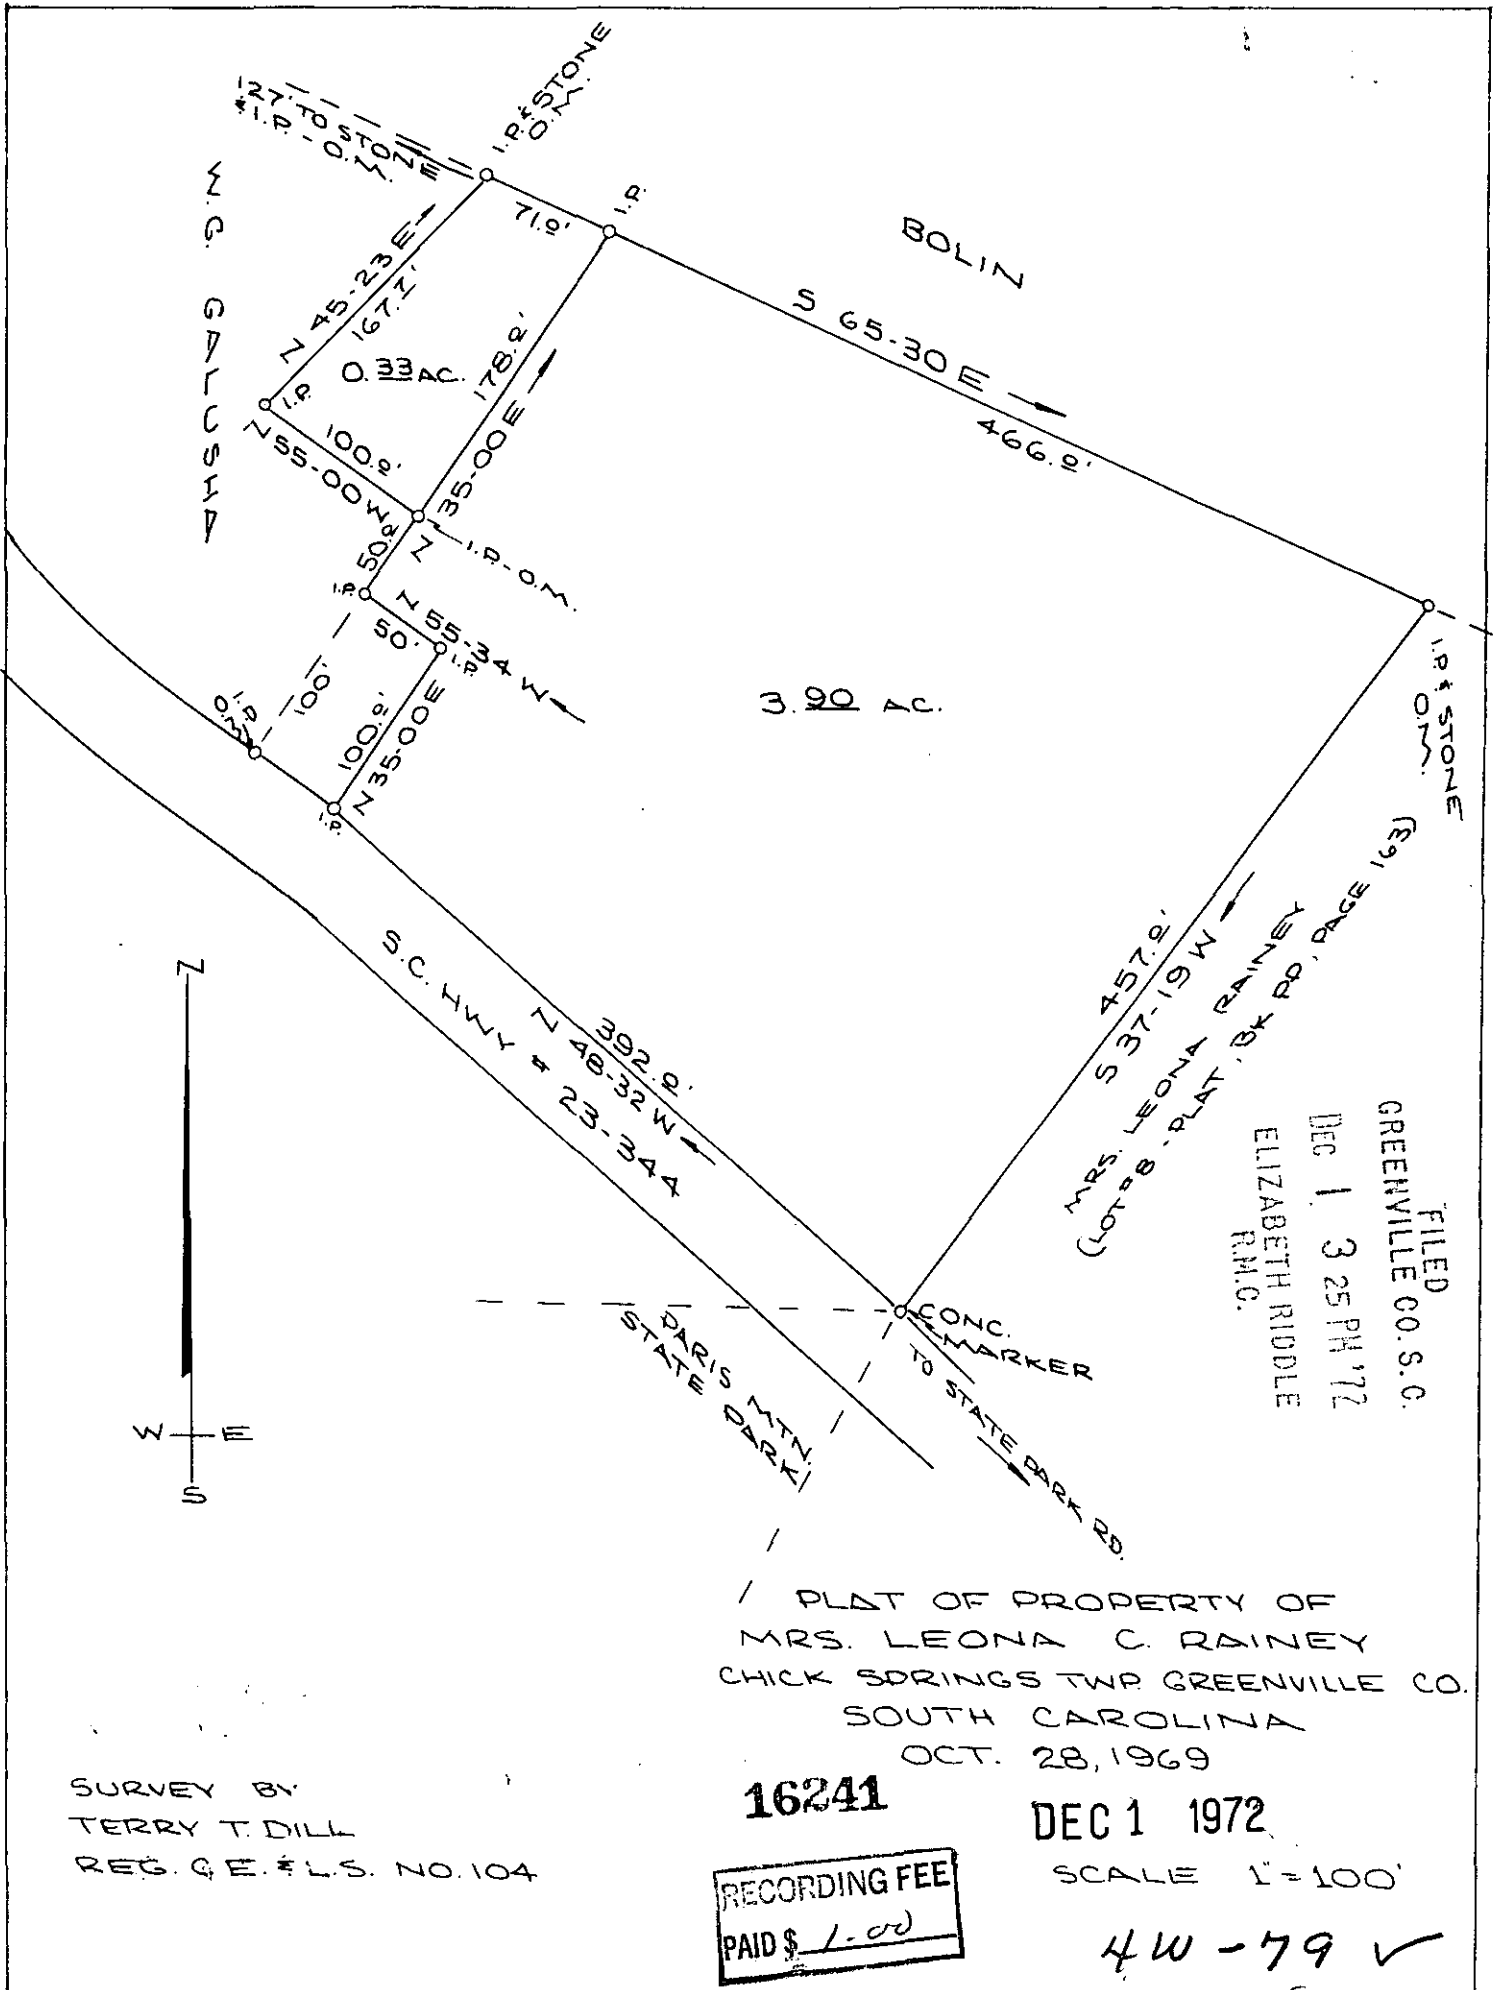 127' TO STONE
& I.P. - O.M.
I.P. & STONE
O.M.
W.G. GALUSHA
71.0'
I.P.
BOLIN
N 45-23 E
167.7'
0.33 AC.
178.0'
S 65-30 E
466.0'
I.P.
100.0'
N 55-00 W
N 35-00 E
50.0
I.P. - O.M.
I.P.
N 55-34 W
50'
I.P.
100'
I.P.
O.M.
100.0'
N 35-00 E
I.P.
3.90 AC.
I.P. & STONE
O.M.
457.0'
S 37-19 W
MRS. LEONA RAINEY
(LOT #8 - PLAT, BK PP, PAGE 163)
S.C. HWY # 23-344
392.0'
N 48-32 W
N
W E
S
FILED
GREENVILLE CO. S.C.
DEC 1 3 25 PM '72
ELIZABETH RIDDLE
R.M.C.
CONC.
MARKER
PARIS MTN.
STATE PARK
TO STATE PARK RD.
PLAT OF PROPERTY OF
MRS. LEONA C. RAINEY
CHICK SPRINGS TWP. GREENVILLE CO.
SOUTH CAROLINA
OCT. 28, 1969
SURVEY BY
TERRY T. DILL
REG. C.E. & L.S. NO. 104
16241
DEC 1 1972
SCALE 1" = 100'
RECORDING FEE
PAID $ 1.00
4W - 79 ✓